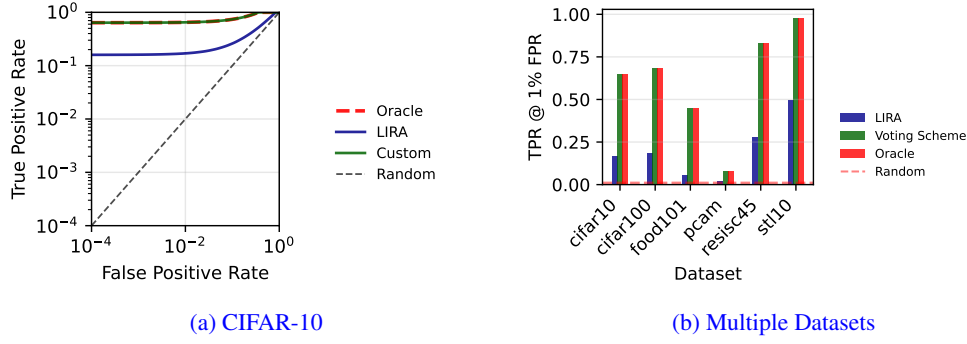 True Positive Rate
10^0
10^-1
10^-2
10^-3
10^-4
10^-4
10^-2
10^0
False Positive Rate
Oracle
LIRA
Custom
Random
(a) CIFAR-10
TPR @ 1% FPR
1.00
0.75
0.50
0.25
0.00
cifar10
cifar100
food101
pcam
resisc45
stl10
Dataset
LIRA
Voting Scheme
Oracle
Random
(b) Multiple Datasets